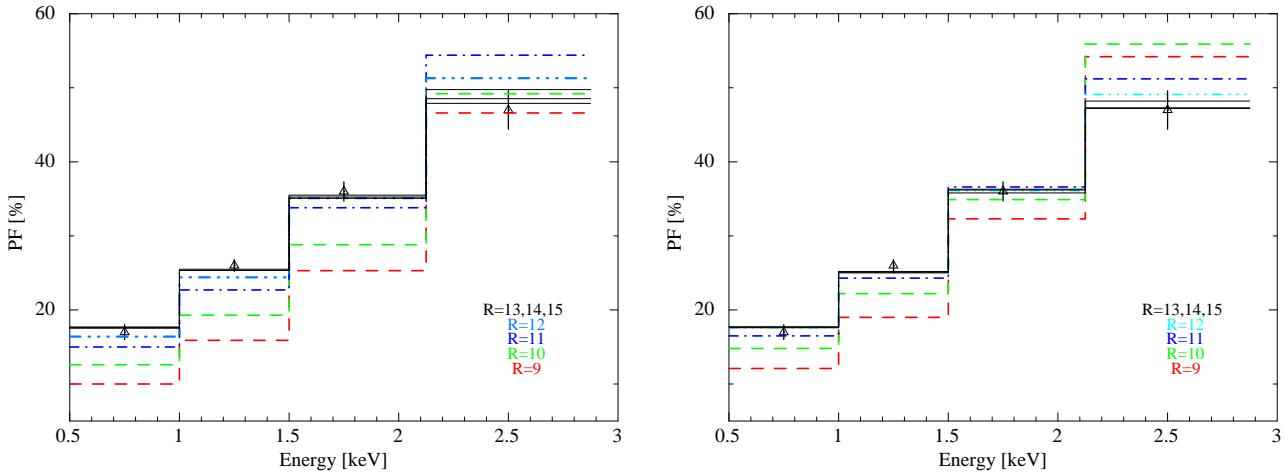 60
40
20
PF [%]
R=13,14,15
R=12
R=11
R=10
R=9
0.5 1 1.5 2 2.5 3
Energy [keV]
60
40
20
PF [%]
R=13,14,15
R=12
R=11
R=10
R=9
0.5 1 1.5 2 2.5 3
Energy [keV]